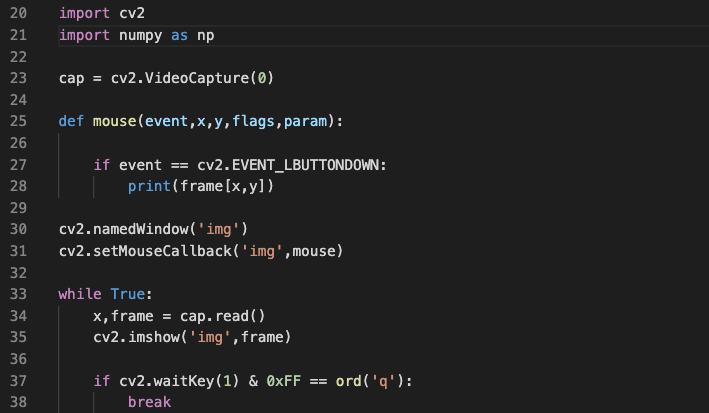 20 import cv2
21 import numpy as np
22
23 cap = cv2.VideoCapture(0)
24
25 def mouse(event,x,y,flags,param):
26
27     if event == cv2.EVENT_LBUTTONDOWN:
28         print(frame[x,y])
29
30 cv2.namedWindow('img')
31 cv2.setMouseCallback('img',mouse)
32
33 while True:
34     x,frame = cap.read()
35     cv2.imshow('img',frame)
36
37     if cv2.waitKey(1) & 0xFF == ord('q'):
38         break